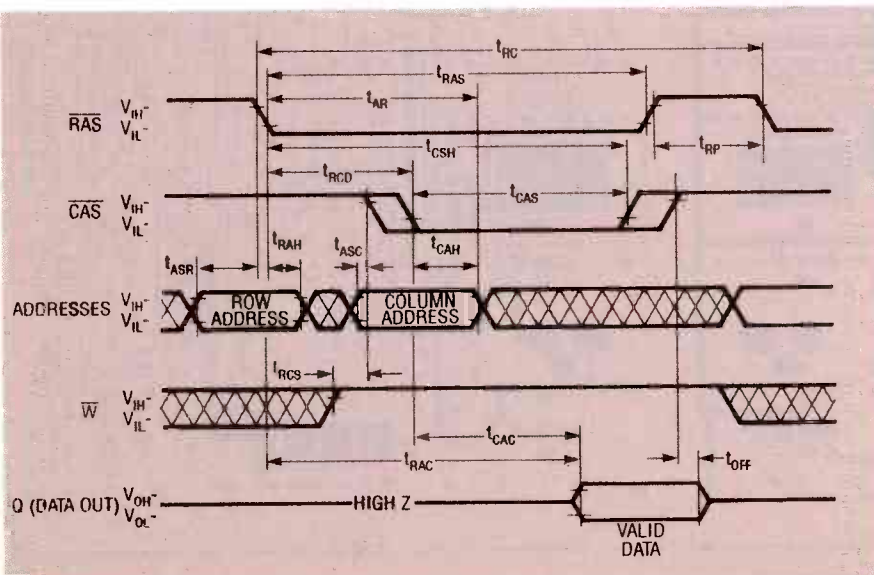 tRC
tRAS
tAR
RAS VIH- VIL-
tCSH tRP
tRCD
CAS VIH- VIL- tCAS
tASR tRAH tASC tCAH
ADDRESSES VIH- VIL- ROW ADDRESS COLUMN ADDRESS
tRCS
W VIH- VIL-
tCAC
tRAC tOFF
Q (DATA OUT) VOH- VOL- HIGH Z
VALID
DATA